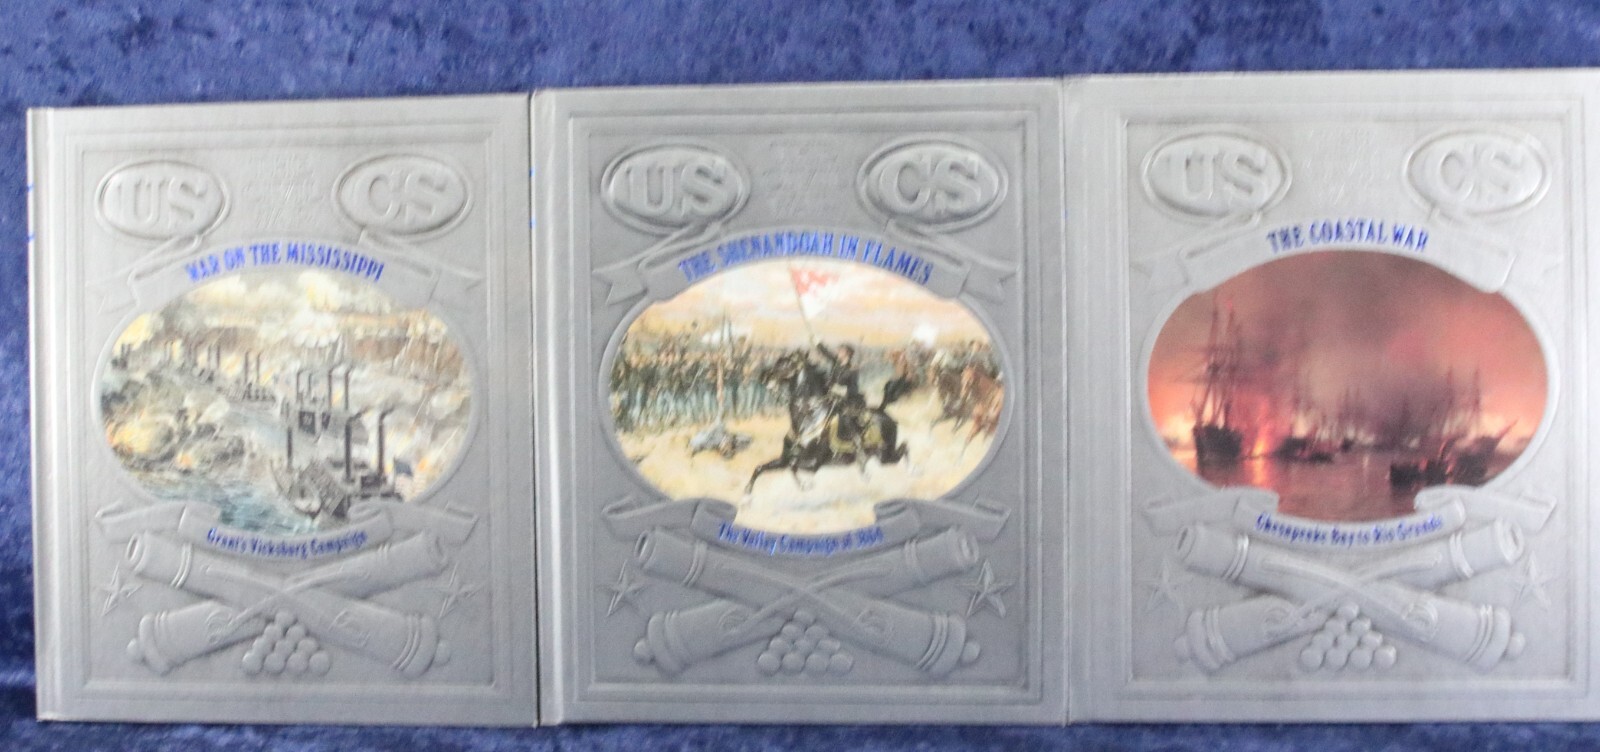 US CS
WAR ON THE MISSISSIPPI
Grant's Vicksburg Campaign
US CS
THE SHENANDOAH IN FLAMES
The Valley Campaign of 1864
US CS
THE COASTAL WAR
Chesapeake Bay to Rio Grande